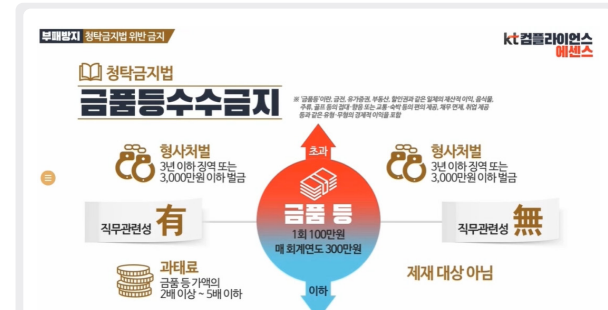 부패방지 청탁금지법 위반 금지
kt 컴플라이언스
에센스
청탁금지법
금품등수수금지
※ '금품등'이란, 금전, 유가증권, 부동산, 할인권과 같은 일체의 재산적 이익, 음식물,
주류, 골프 등의 접대·향응 또는 교통·숙박 등의 편의 제공, 채무 면제, 취업 제공
등과 같은 유형·무형의 경제적 이익을 포함
초과
형사처벌
3년 이하 징역 또는
3,000만원 이하 벌금
형사처벌
3년 이하 징역 또는
3,000만원 이하 벌금
금품 등
1회 100만원
매 회계연도 300만원
직무관련성 有
직무관련성 無
과태료
금품 등 가액의
2배 이상 ~ 5배 이하
제재 대상 아님
이하